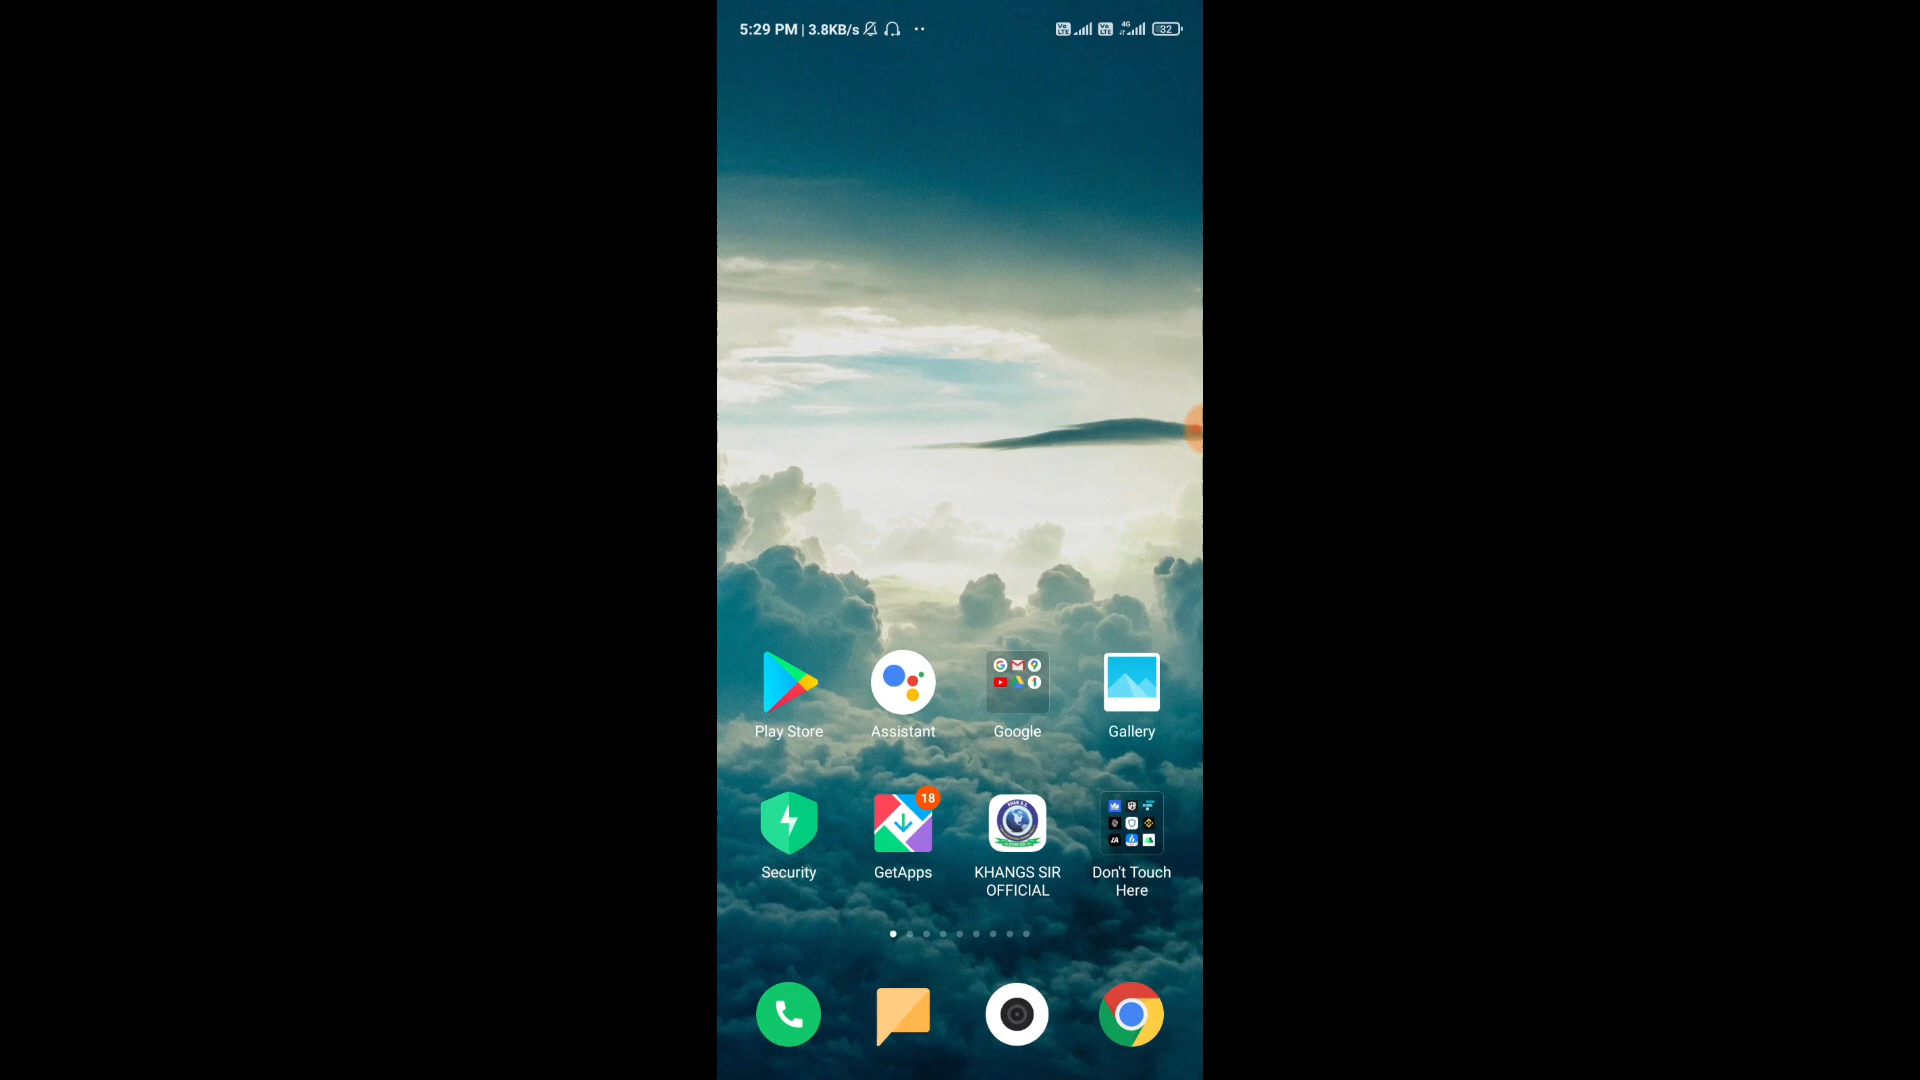 5:29 PM | 3.8KB/s
4G
32
Play Store
Assistant
Google
Gallery
18
Security
GetApps
KHANGS SIR
OFFICIAL
Don't Touch
Here